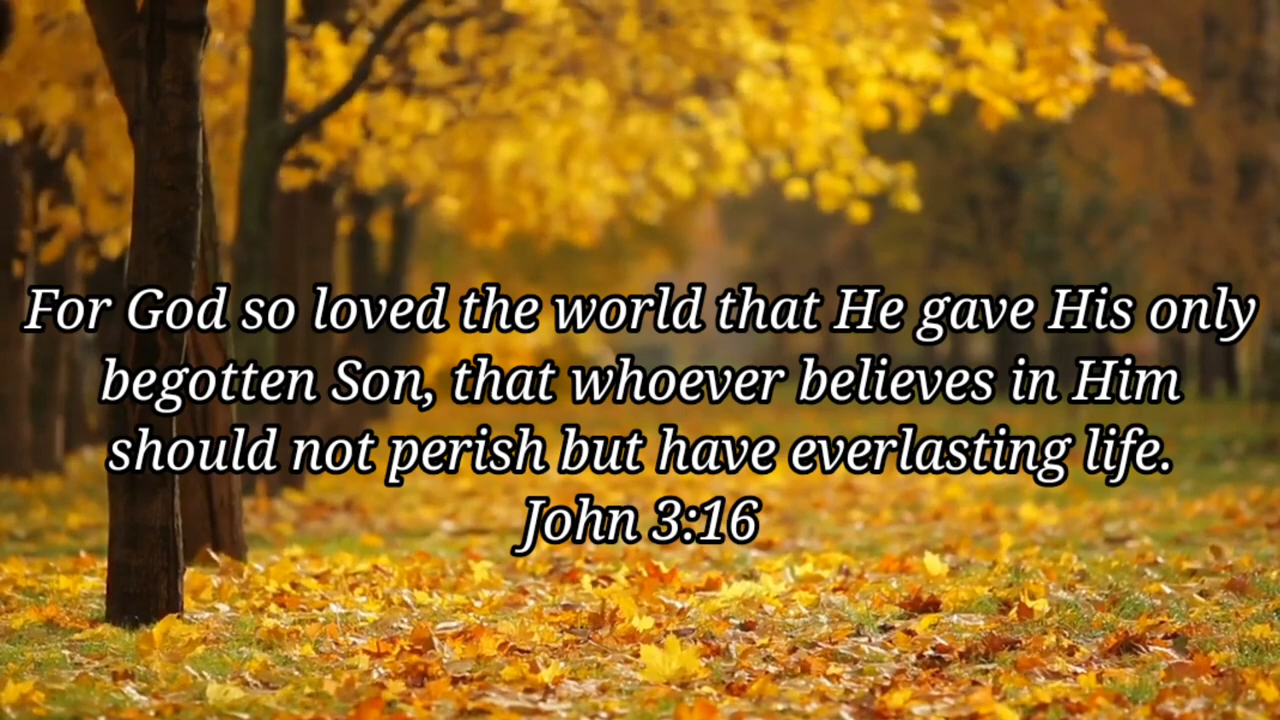 For God so loved the world that He gave His only
begotten Son, that whoever believes in Him
should not perish but have everlasting life.
John 3:16